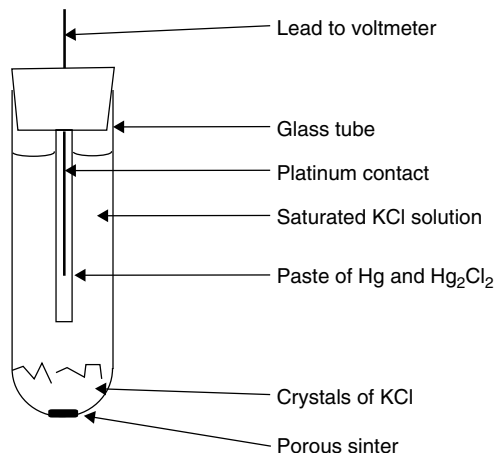 Lead to voltmeter
Glass tube
Platinum contact
Saturated KCl solution
Paste of Hg and Hg₂Cl₂
Crystals of KCl
Porous sinter